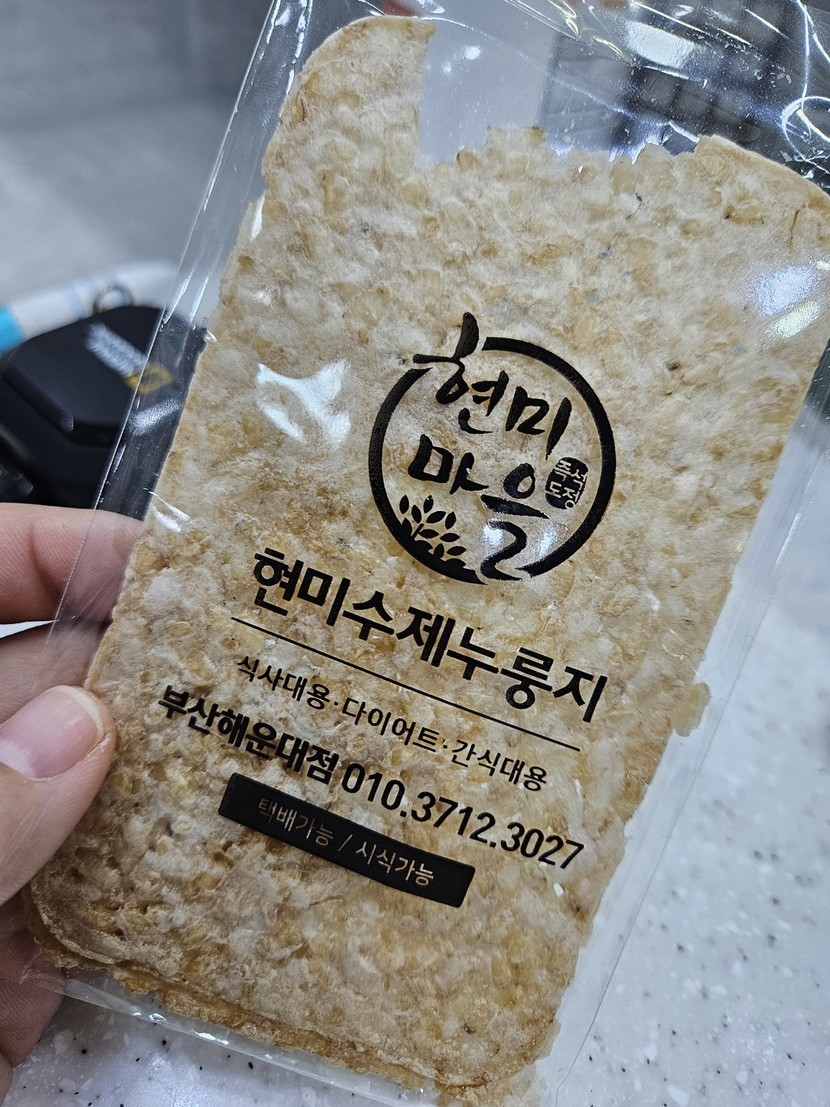 현미
마을
즉석
도정
현미수제누룽지
식사대용·다이어트·간식대용
부산해운대점 010.3712.3027
택배가능 / 시식가능